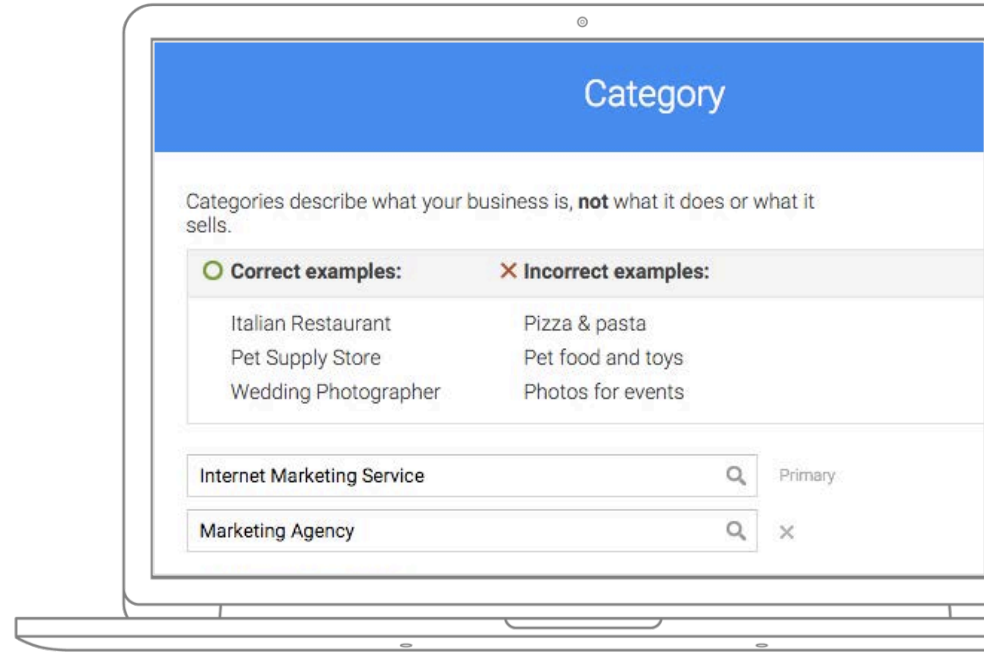 Category
Categories describe what your business is, not what it does or what it
sells.
Correct examples: Incorrect examples:
Italian Restaurant Pizza & pasta
Pet Supply Store Pet food and toys
Wedding Photographer Photos for events
Internet Marketing Service Primary
Marketing Agency